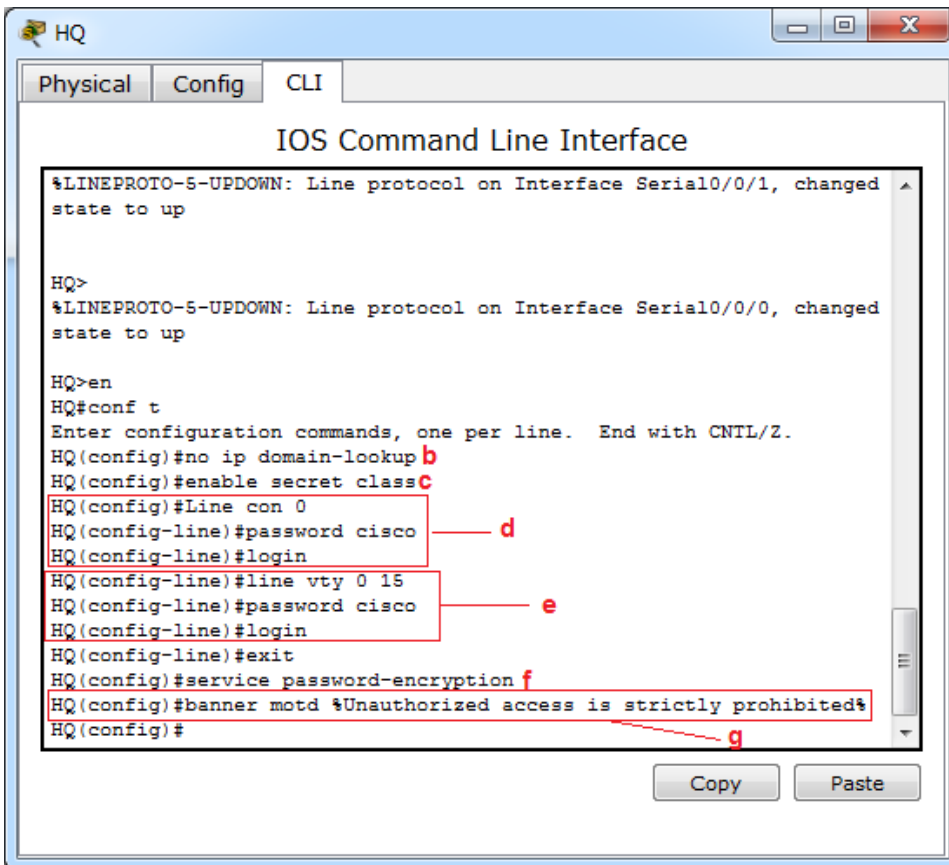 HQ
Physical Config CLI
IOS Command Line Interface
%LINEPROTO-5-UPDOWN: Line protocol on Interface Serial0/0/1, changed
state to up
HQ>
%LINEPROTO-5-UPDOWN: Line protocol on Interface Serial0/0/0, changed
state to up
HQ>en
HQ#conf t
Enter configuration commands, one per line.  End with CNTL/Z.
HQ(config)#no ip domain-lookup b
HQ(config)#enable secret class c
HQ(config)#Line con 0
HQ(config-line)#password cisco d
HQ(config-line)#login
HQ(config-line)#line vty 0 15
HQ(config-line)#password cisco e
HQ(config-line)#login
HQ(config-line)#exit
HQ(config)#service password-encryption f
HQ(config)#banner motd %Unauthorized access is strictly prohibited%
HQ(config)#
g
Copy Paste